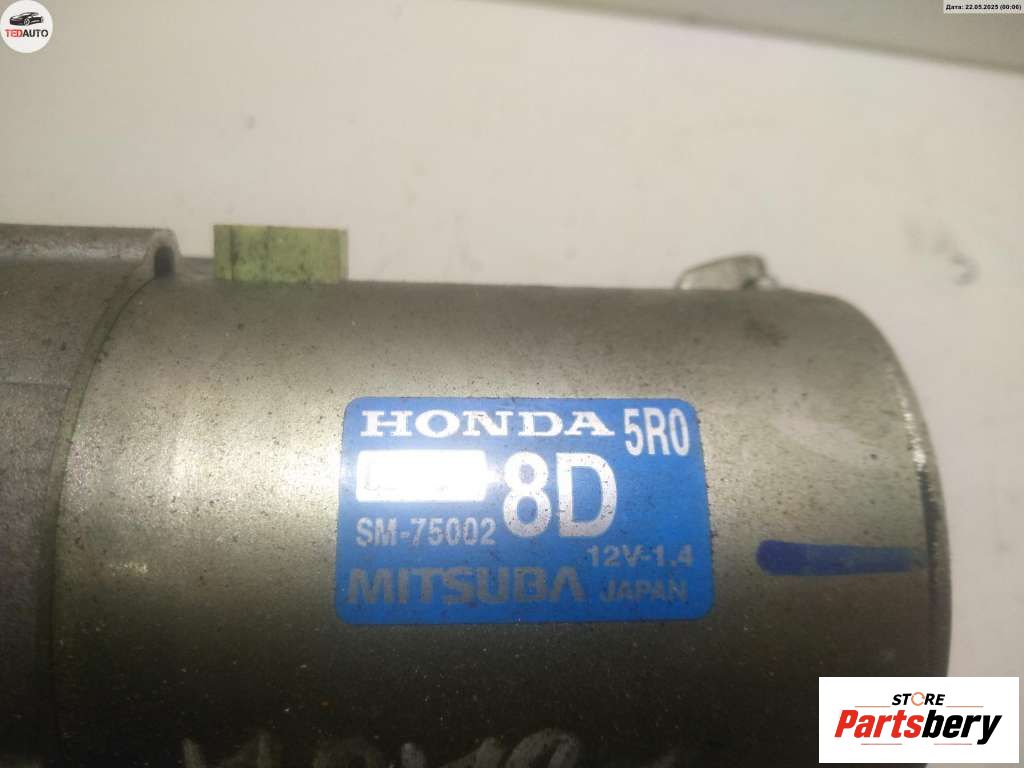 TEDAUTO
Дата: 22.05.2025 (00:06)
HONDA 5R0
8D
SM-75002
12V-1.4
MITSUBA JAPAN
STORE
Partsbery